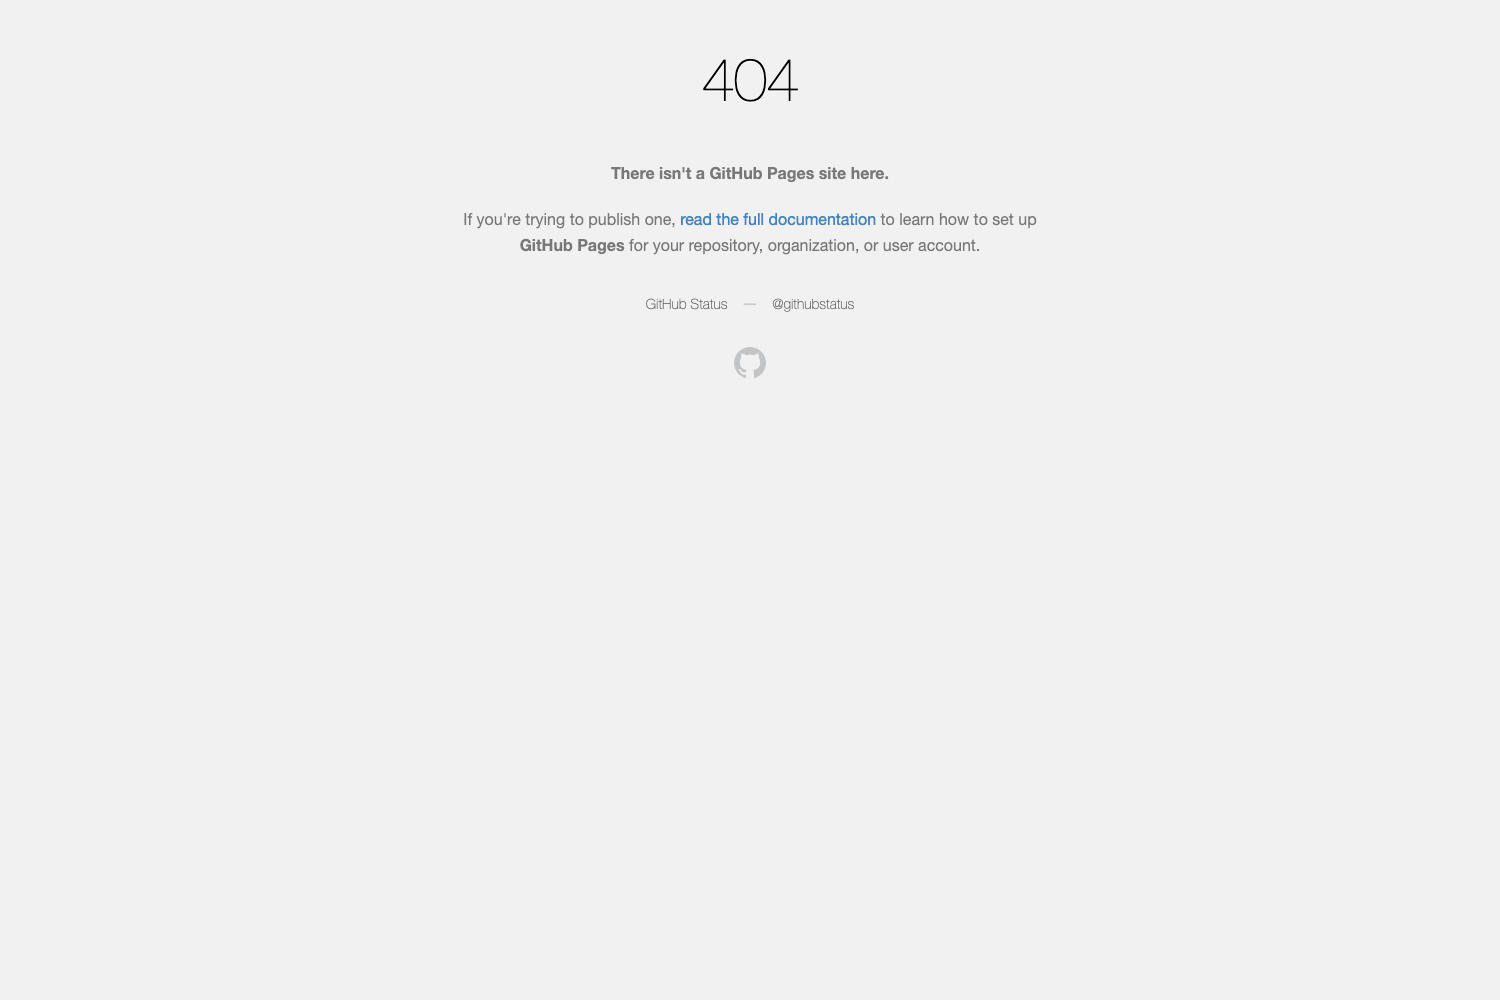 404
There isn't a GitHub Pages site here.
If you're trying to publish one, read the full documentation to learn how to set up
GitHub Pages for your repository, organization, or user account.
GitHub Status — @githubstatus